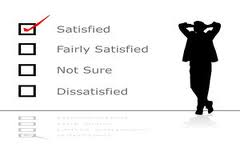 Satisfied
Fairly Satisfied
Not Sure
Dissatisfied